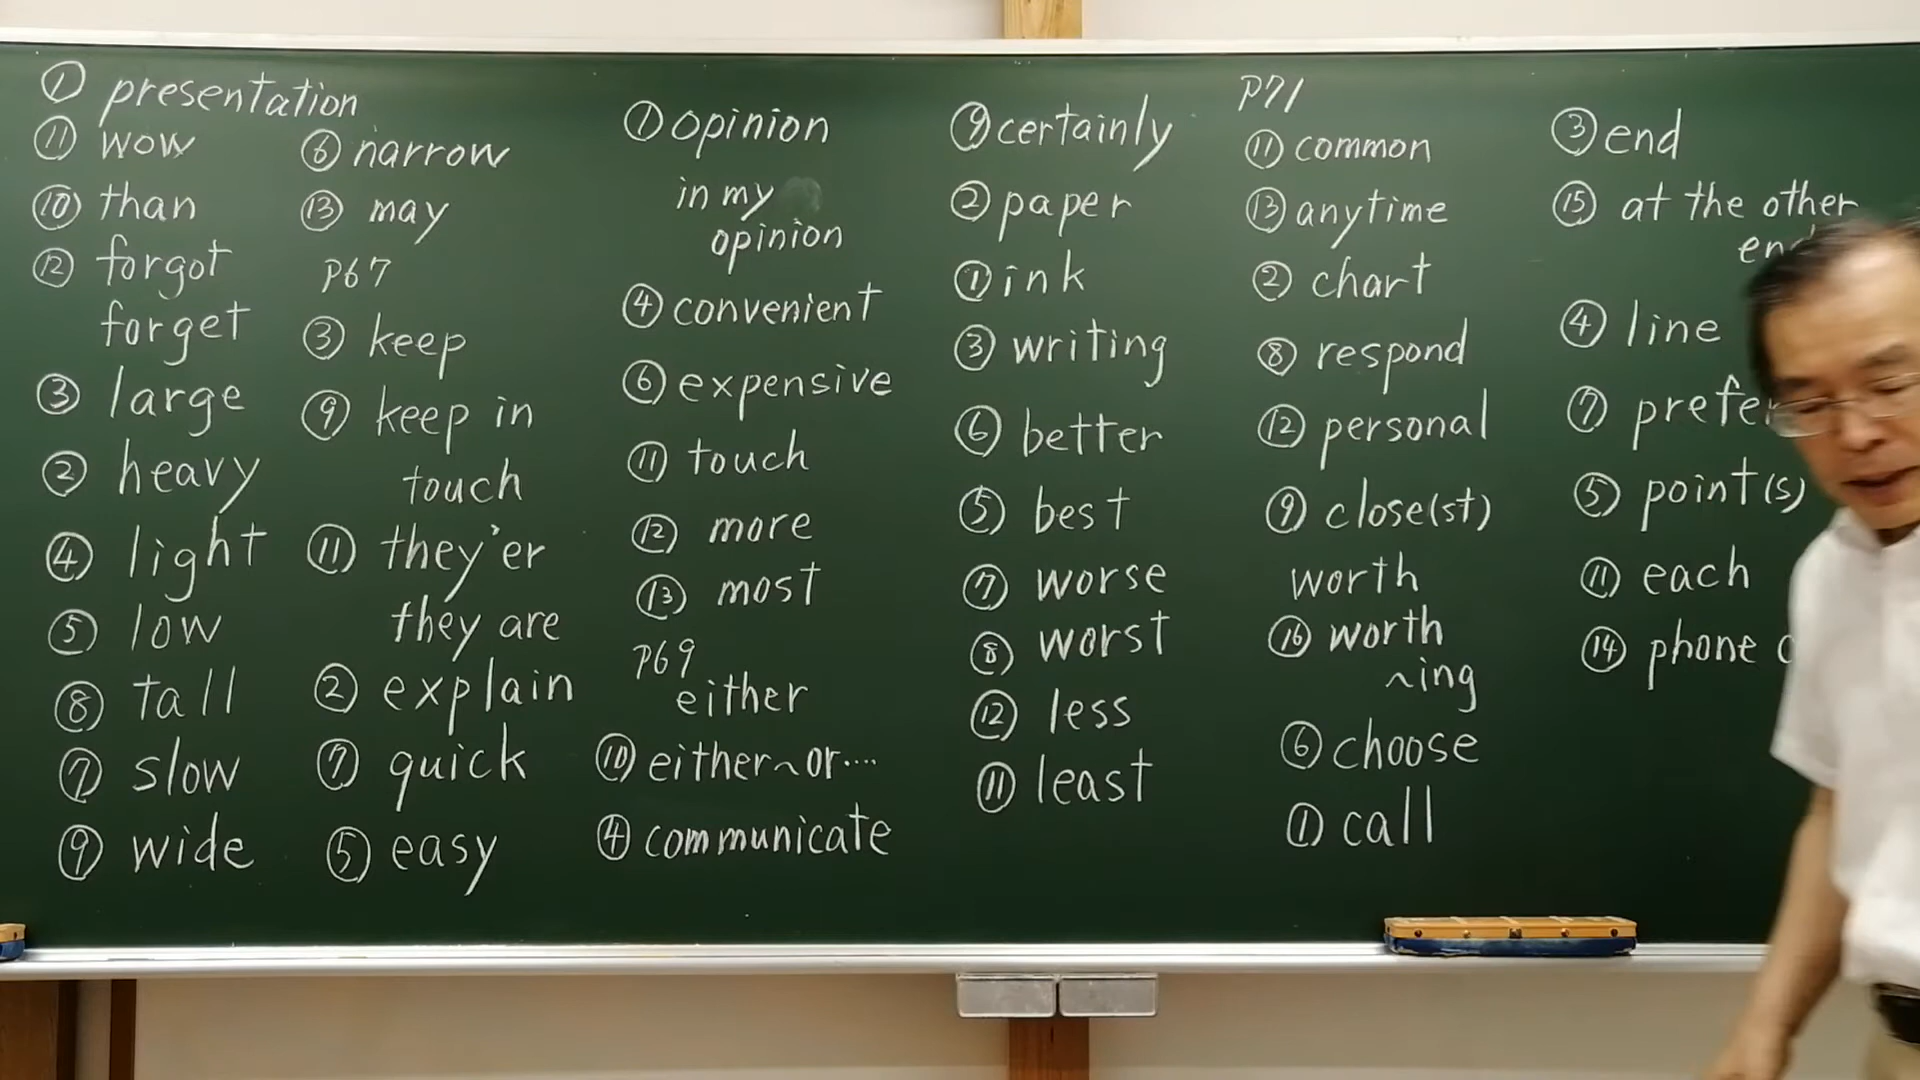 ① presentation
⑪ wow
⑩ than
⑫ forgot
forget
③ large
② heavy
④ light
⑤ low
⑧ tall
⑦ slow
⑨ wide
⑥ narrow
⑬ may
P67
③ keep
⑨ keep in
touch
⑪ they'er
they are
② explain
⑦ quick
⑤ easy
① opinion
in my
opinion
④ convenient
⑥ expensive
⑪ touch
⑫ more
⑬ most
P69
either
⑩ either~or....
④ communicate
⑨ certainly
② paper
① ink
③ writing
⑥ better
⑤ best
⑦ worse
⑧ worst
⑫ less
⑪ least
P71
⑪ common
⑬ anytime
② chart
⑧ respond
⑫ personal
⑨ close(st)
worth
⑯ worth
~ing
⑥ choose
① call
③ end
⑮ at the other
④ line
⑦
⑤ point(s)
⑪ each
⑭ phone